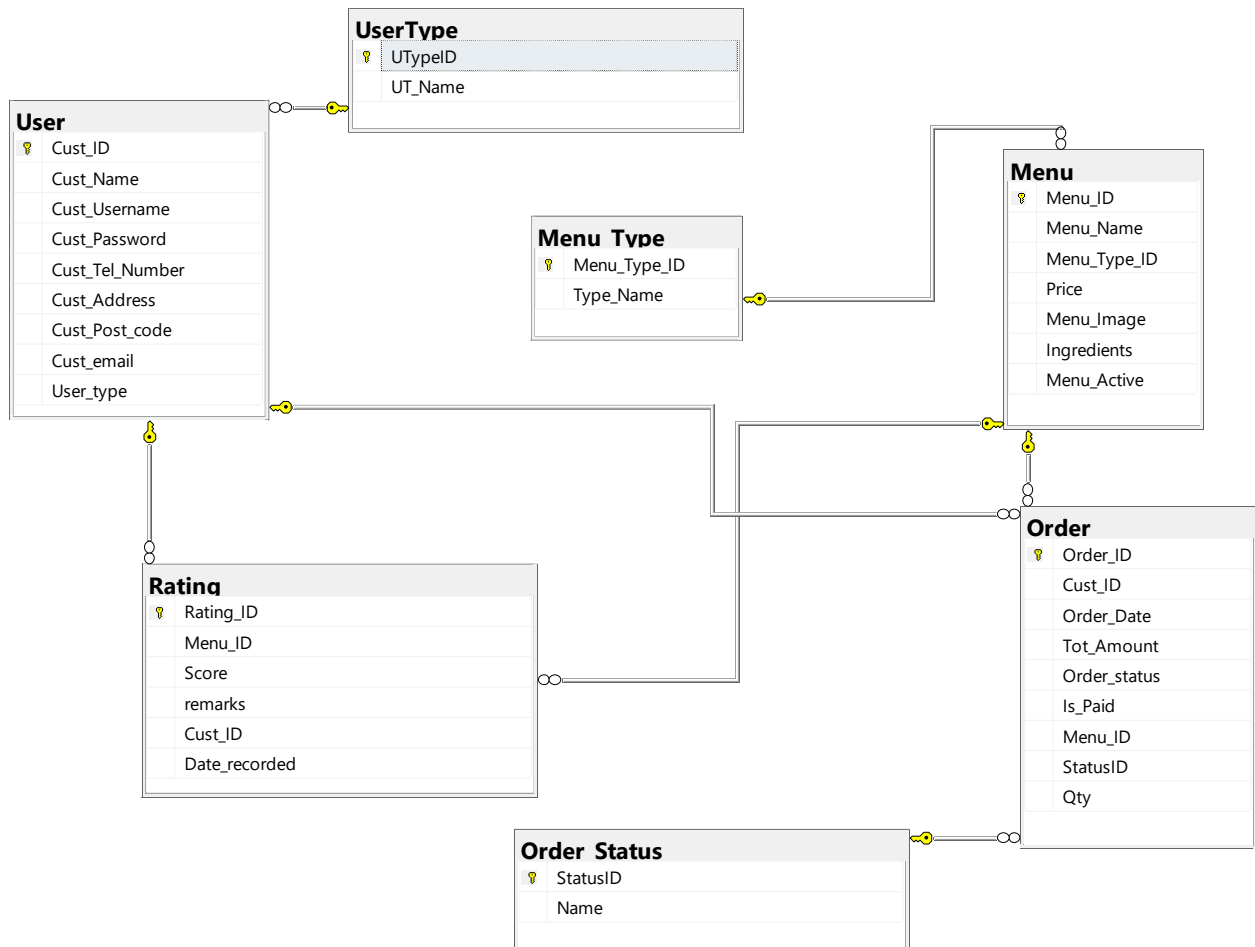 UserType
UTypeID
UT_Name
User
Cust_ID
Cust_Name
Cust_Username
Cust_Password
Cust_Tel_Number
Cust_Address
Cust_Post_code
Cust_email
User_type
Menu_Type
Menu_Type_ID
Type_Name
Menu
Menu_ID
Menu_Name
Menu_Type_ID
Price
Menu_Image
Ingredients
Menu_Active
Rating
Rating_ID
Menu_ID
Score
remarks
Cust_ID
Date_recorded
Order
Order_ID
Cust_ID
Order_Date
Tot_Amount
Order_status
Is_Paid
Menu_ID
StatusID
Qty
Order_Status
StatusID
Name